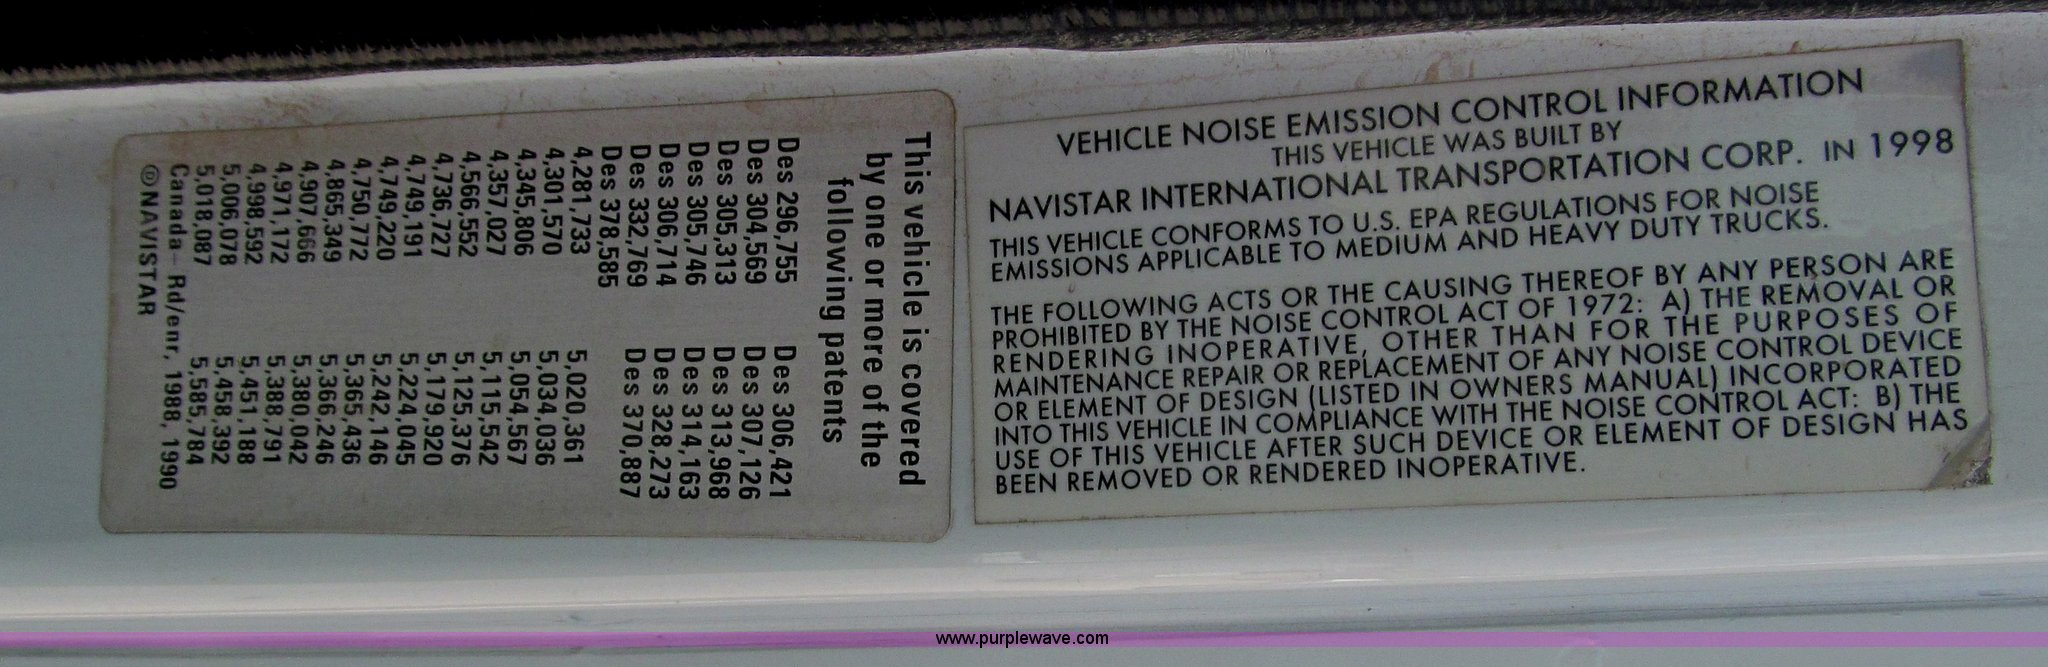 This vehicle is covered
by one or more of the
following patents
Des 296,755 Des 306,421
Des 304,569 Des 307,126
Des 305,313 Des 313,968
Des 305,746 Des 314,163
Des 306,714 Des 328,273
Des 332,769 Des 370,887
Des 378,585
4,281,733 5,020,361
4,301,570 5,034,036
4,345,806 5,054,567
4,357,027 5,115,542
4,566,552 5,125,376
4,736,727 5,179,920
4,749,191 5,224,045
4,749,220 5,242,146
4,750,772 5,365,436
4,865,349 5,366,246
4,907,666 5,380,042
4,971,172 5,388,791
4,998,592 5,451,188
5,006,078 5,458,392
5,018,087 5,585,784
Canada - Rd/enr, 1988, 1990
©NAVISTAR
VEHICLE NOISE EMISSION CONTROL INFORMATION
THIS VEHICLE WAS BUILT BY
NAVISTAR INTERNATIONAL TRANSPORTATION CORP. IN 1998
THIS VEHICLE CONFORMS TO U.S. EPA REGULATIONS FOR NOISE
EMISSIONS APPLICABLE TO MEDIUM AND HEAVY DUTY TRUCKS.
THE FOLLOWING ACTS OR THE CAUSING THEREOF BY ANY PERSON ARE
PROHIBITED BY THE NOISE CONTROL ACT OF 1972: A) THE REMOVAL OR
RENDERING INOPERATIVE, OTHER THAN FOR THE PURPOSES OF
MAINTENANCE REPAIR OR REPLACEMENT OF ANY NOISE CONTROL DEVICE
OR ELEMENT OF DESIGN (LISTED IN OWNERS MANUAL) INCORPORATED
INTO THIS VEHICLE IN COMPLIANCE WITH THE NOISE CONTROL ACT: B) THE
USE OF THIS VEHICLE AFTER SUCH DEVICE OR ELEMENT OF DESIGN HAS
BEEN REMOVED OR RENDERED INOPERATIVE.
www.purplewave.com